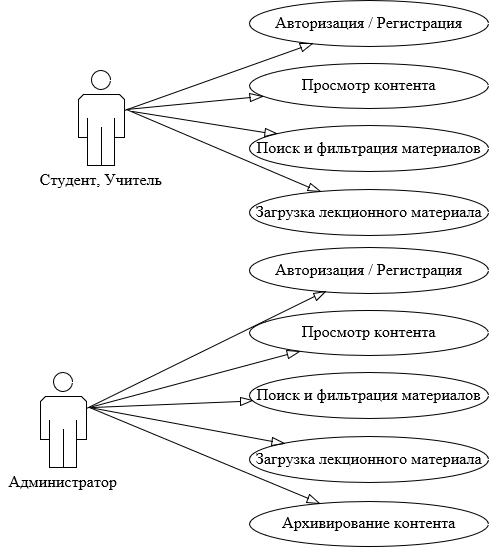 Авторизация / Регистрация
Просмотр контента
Поиск и фильтрация материалов
Студент, Учитель
Загрузка лекционного материала
Авторизация / Регистрация
Просмотр контента
Поиск и фильтрация материалов
Загрузка лекционного материала
Администратор
Архивирование контента